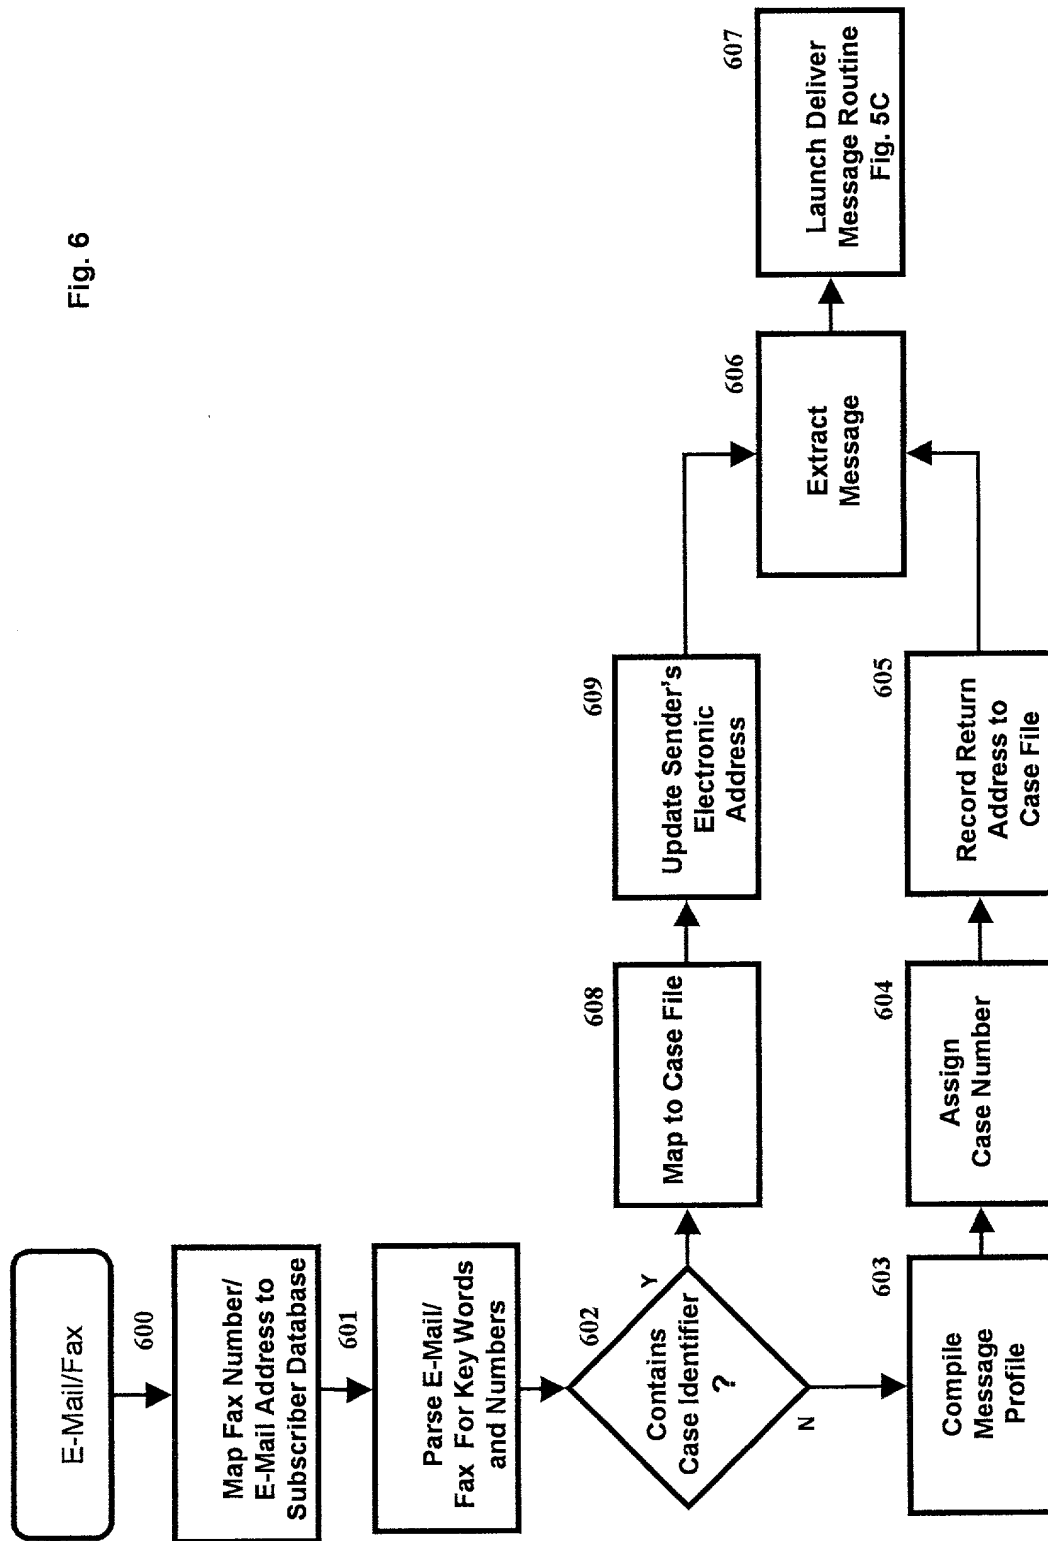 Fig. 6
E-Mail/Fax
600
Map Fax Number/
E-Mail Address to
Subscriber Database
601
Parse E-Mail/
Fax For Key Words
and Numbers
602
Contains
Case Identifier
?
Y
N
608
Map to Case File
609
Update Sender's
Electronic
Address
603
Compile
Message
Profile
604
Assign
Case Number
605
Record Return
Address to
Case File
606
Extract
Message
607
Launch Deliver
Message Routine
Fig. 5C